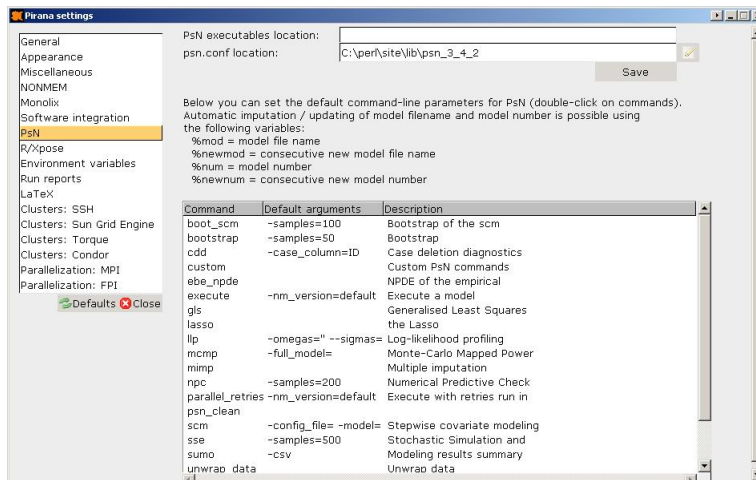 Pirana settings
General
Appearance
Miscellaneous
NONMEM
Monolix
Software integration
PsN
R/Xpose
Environment variables
Run reports
LaTeX
Clusters: SSH
Clusters: Sun Grid Engine
Clusters: Torque
Clusters: Condor
Parallelization: MPI
Parallelization: FPI
Defaults Close
PsN executables location:
psn.conf location: C:\perl\site\lib\psn_3_4_2
Save
Below you can set the default command-line parameters for PsN (double-click on commands).
Automatic imputation / updating of model filename and model number is possible using
the following variables:
%mod = model file name
%newmod = consecutive new model file name
%num = model number
%newnum = consecutive new model number
Command Default arguments Description
boot_scm -samples=100 Bootstrap of the scm
bootstrap -samples=50 Bootstrap
cdd -case_column=ID Case deletion diagnostics
custom Custom PsN commands
ebe_npde NPDE of the empirical
execute -nm_version=default Execute a model
gls Generalised Least Squares
lasso the Lasso
llp -omegas=" --sigmas= Log-likelihood profiling
mcmp -full_model= Monte-Carlo Mapped Power
mimp Multiple imputation
npc -samples=200 Numerical Predictive Check
parallel_retries -nm_version=default Execute with retries run in
psn_clean
scm -config_file= -model= Stepwise covariate modeling
sse -samples=500 Stochastic Simulation and
sumo -csv Modeling results summary
unwrap_data Unwrap data